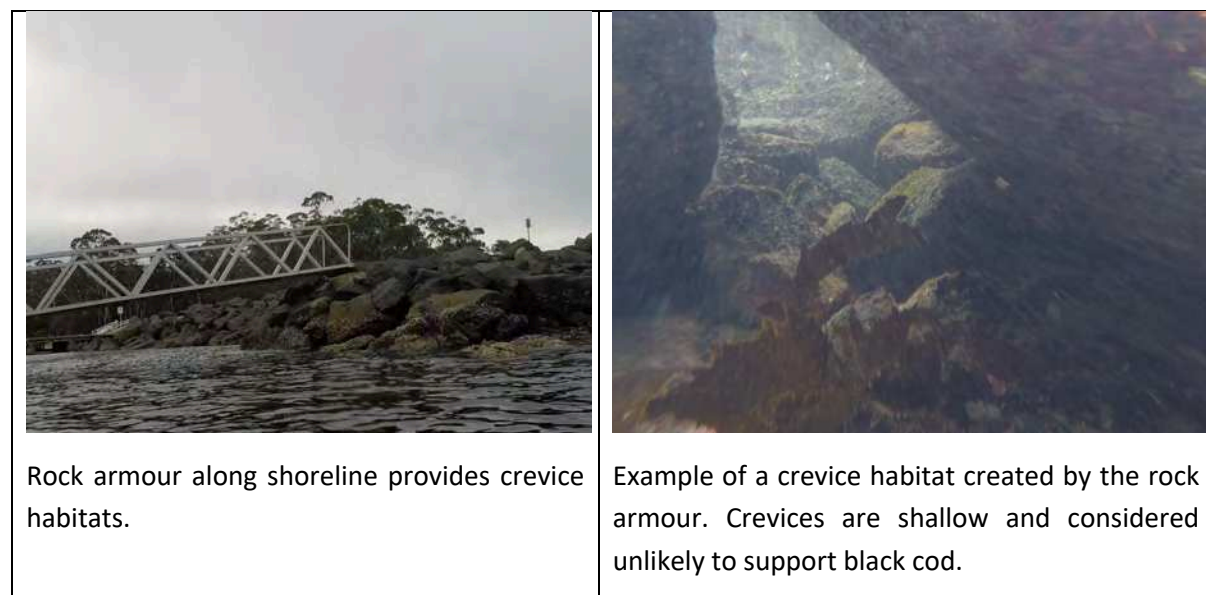 Rock armour along shoreline provides crevice
habitats.
Example of a crevice habitat created by the rock
armour. Crevices are shallow and considered
unlikely to support black cod.